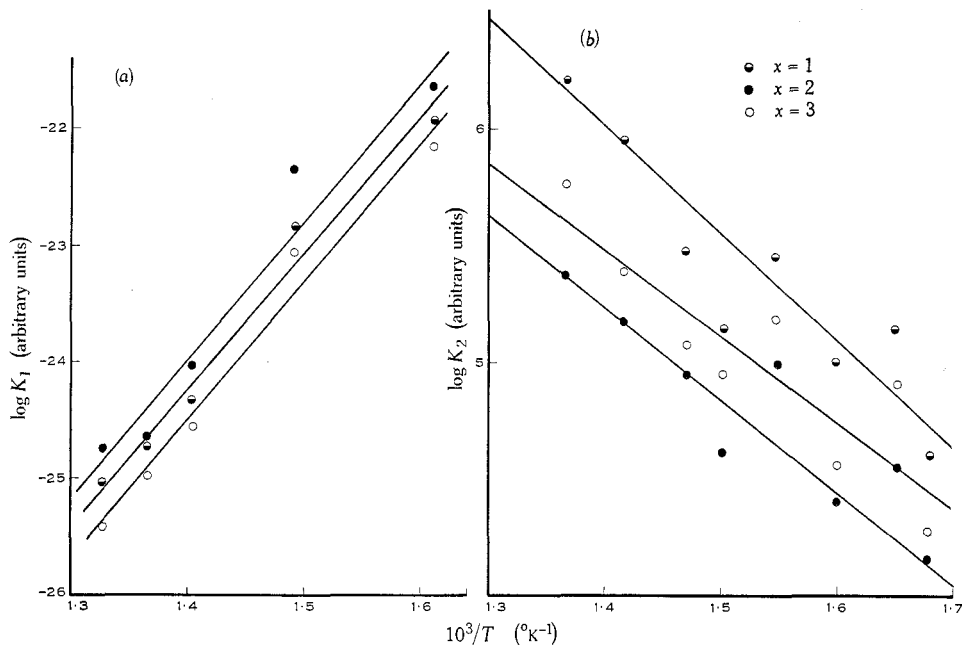 (a)
-22
-23
-24
-25
-26
log K₁ (arbitrary units)
1·3
1·4
1·5
1·6
(b)
x = 1
x = 2
x = 3
6
5
log K₂ (arbitrary units)
1·3
1·4
1·5
1·6
1·7
10³/T (°K⁻¹)